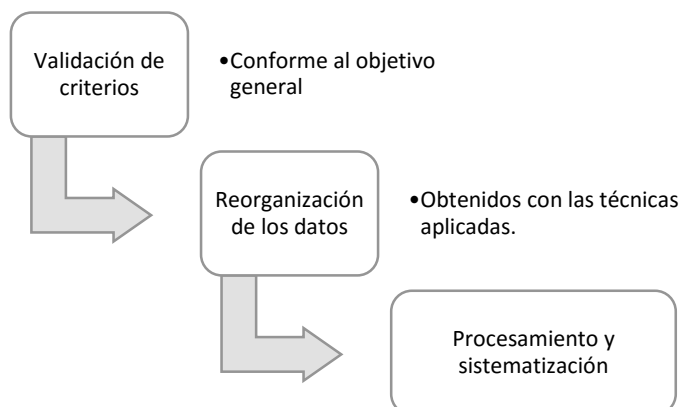 Validación de
criterios
•Conforme al objetivo
general
Reorganización
de los datos
•Obtenidos con las técnicas
aplicadas.
Procesamiento y
sistematización